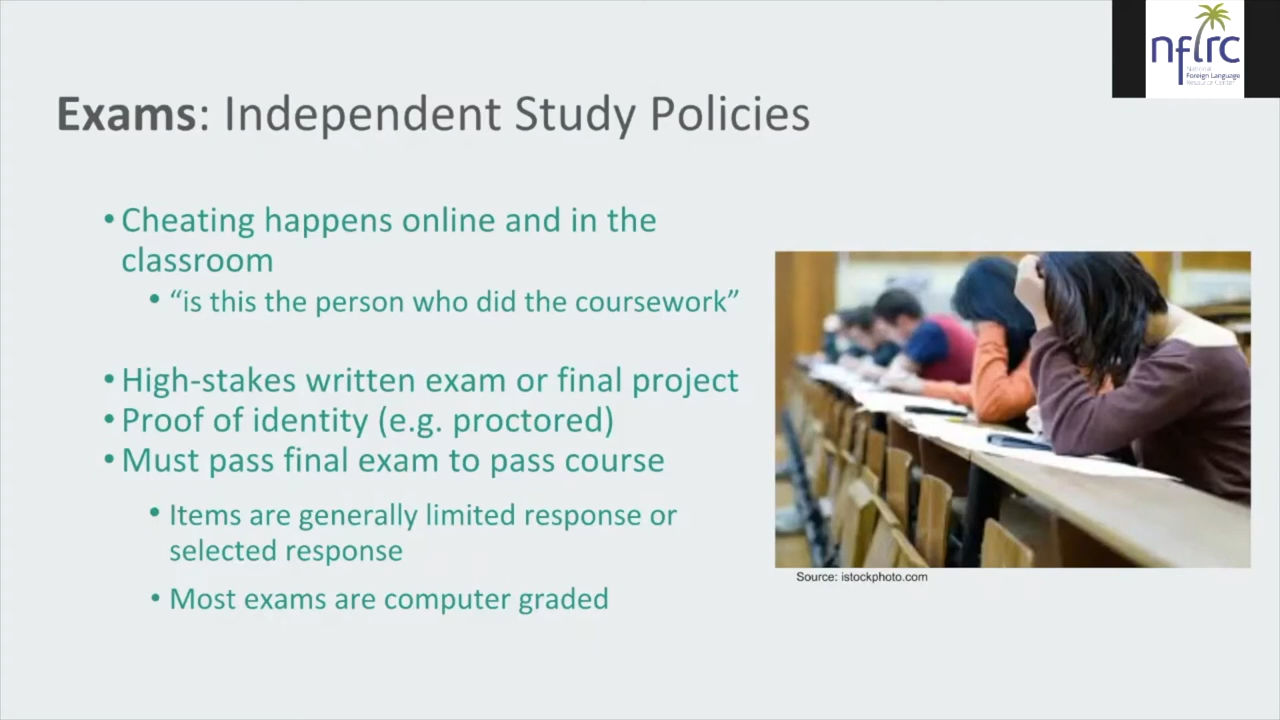 nflrc
National
Foreign Language
Resource Center
Exams: Independent Study Policies
• Cheating happens online and in the
classroom
• “is this the person who did the coursework”
• High-stakes written exam or final project
• Proof of identity (e.g. proctored)
• Must pass final exam to pass course
• Items are generally limited response or
selected response
• Most exams are computer graded
Source: istockphoto.com